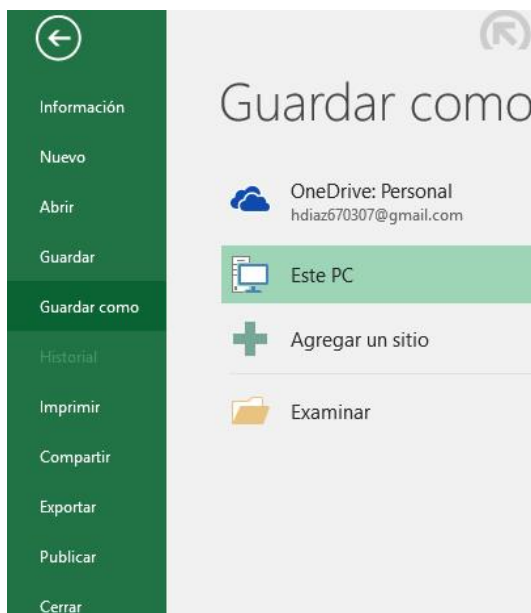 Información
Nuevo
Abrir
Guardar
Guardar como
Historial
Imprimir
Compartir
Exportar
Publicar
Cerrar
Guardar como
OneDrive: Personal
hdiaz670307@gmail.com
Este PC
Agregar un sitio
Examinar